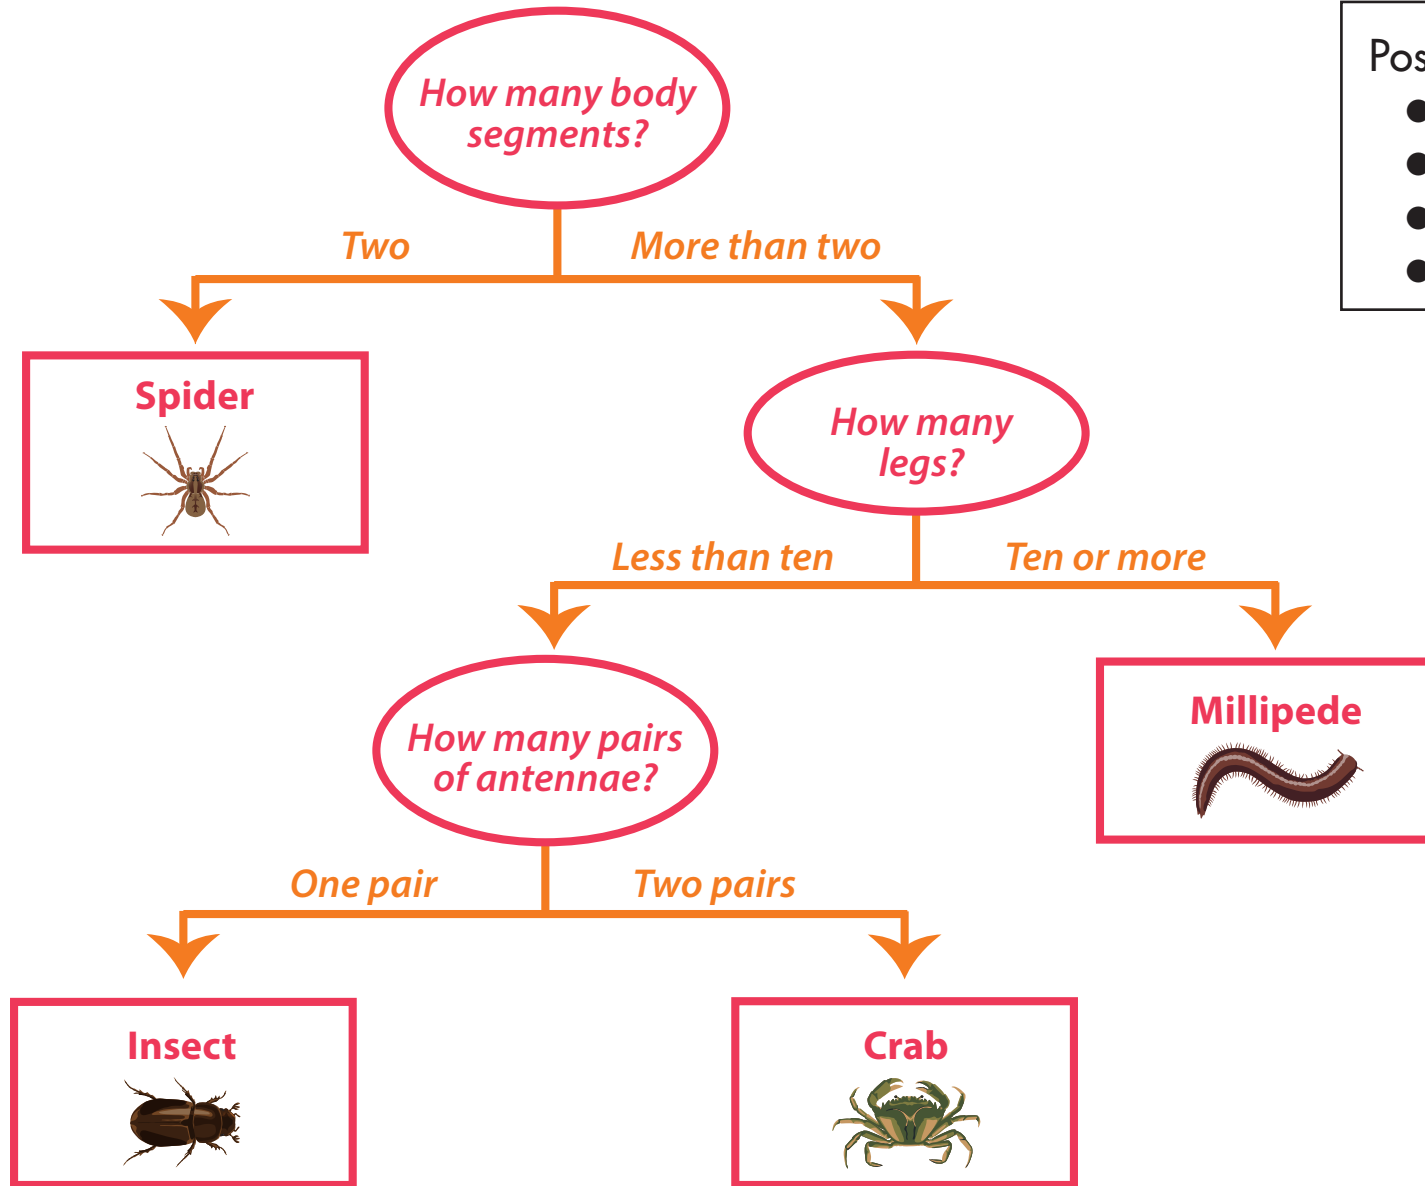 How many body
segments?
Pos
Two
More than two
Spider
How many
legs?
Less than ten
Ten or more
How many pairs
of antennae?
Millipede
One pair
Two pairs
Insect
Crab